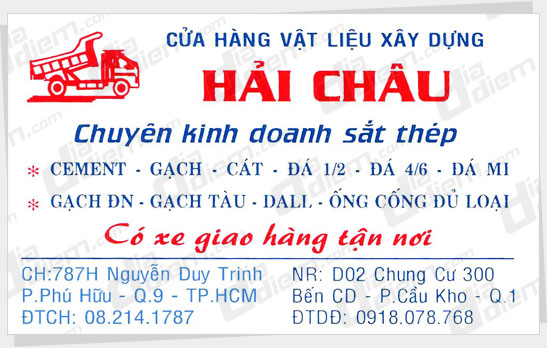 CỬA HÀNG VẬT LIỆU XÂY DỰNG
HẢI CHÂU
Chuyên kinh doanh sắt thép
* CEMENT - GẠCH - CÁT - ĐÁ 1/2 - ĐÁ 4/6 - ĐÁ MI
* GẠCH ĐN - GẠCH TÀU - DALL - ỐNG CỐNG ĐỦ LOẠI
Có xe giao hàng tận nơi
CH:787H Nguyễn Duy Trinh
P.Phú Hữu - Q.9 - TP.HCM
ĐTCH: 08.214.1787
NR: D02 Chung Cư 300
Bến CD - P.Cầu Kho - Q.1
ĐTDĐ: 0918.078.768
diadiem.com